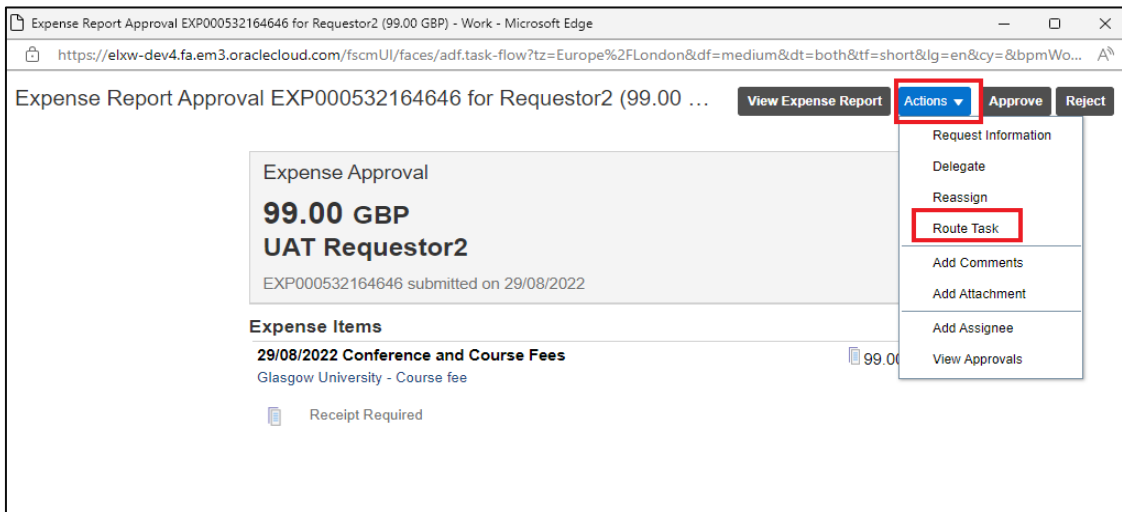 Expense Report Approval EXP000532164646 for Requestor2 (99.00 GBP) - Work - Microsoft Edge
https://elxw-dev4.fa.em3.oraclecloud.com/fscmUI/faces/adf.task-flow?tz=Europe%2FLondon&df=medium&dt=both&tf=short&lg=en&cy=&bpmWo...
Expense Report Approval EXP000532164646 for Requestor2 (99.00 ... View Expense Report Actions Approve Reject
Request Information
Delegate
Reassign
Route Task
Add Comments
Add Attachment
Add Assignee
View Approvals
Expense Approval
99.00 GBP
UAT Requestor2
EXP000532164646 submitted on 29/08/2022
Expense Items
29/08/2022 Conference and Course Fees 99.00
Glasgow University - Course fee
Receipt Required